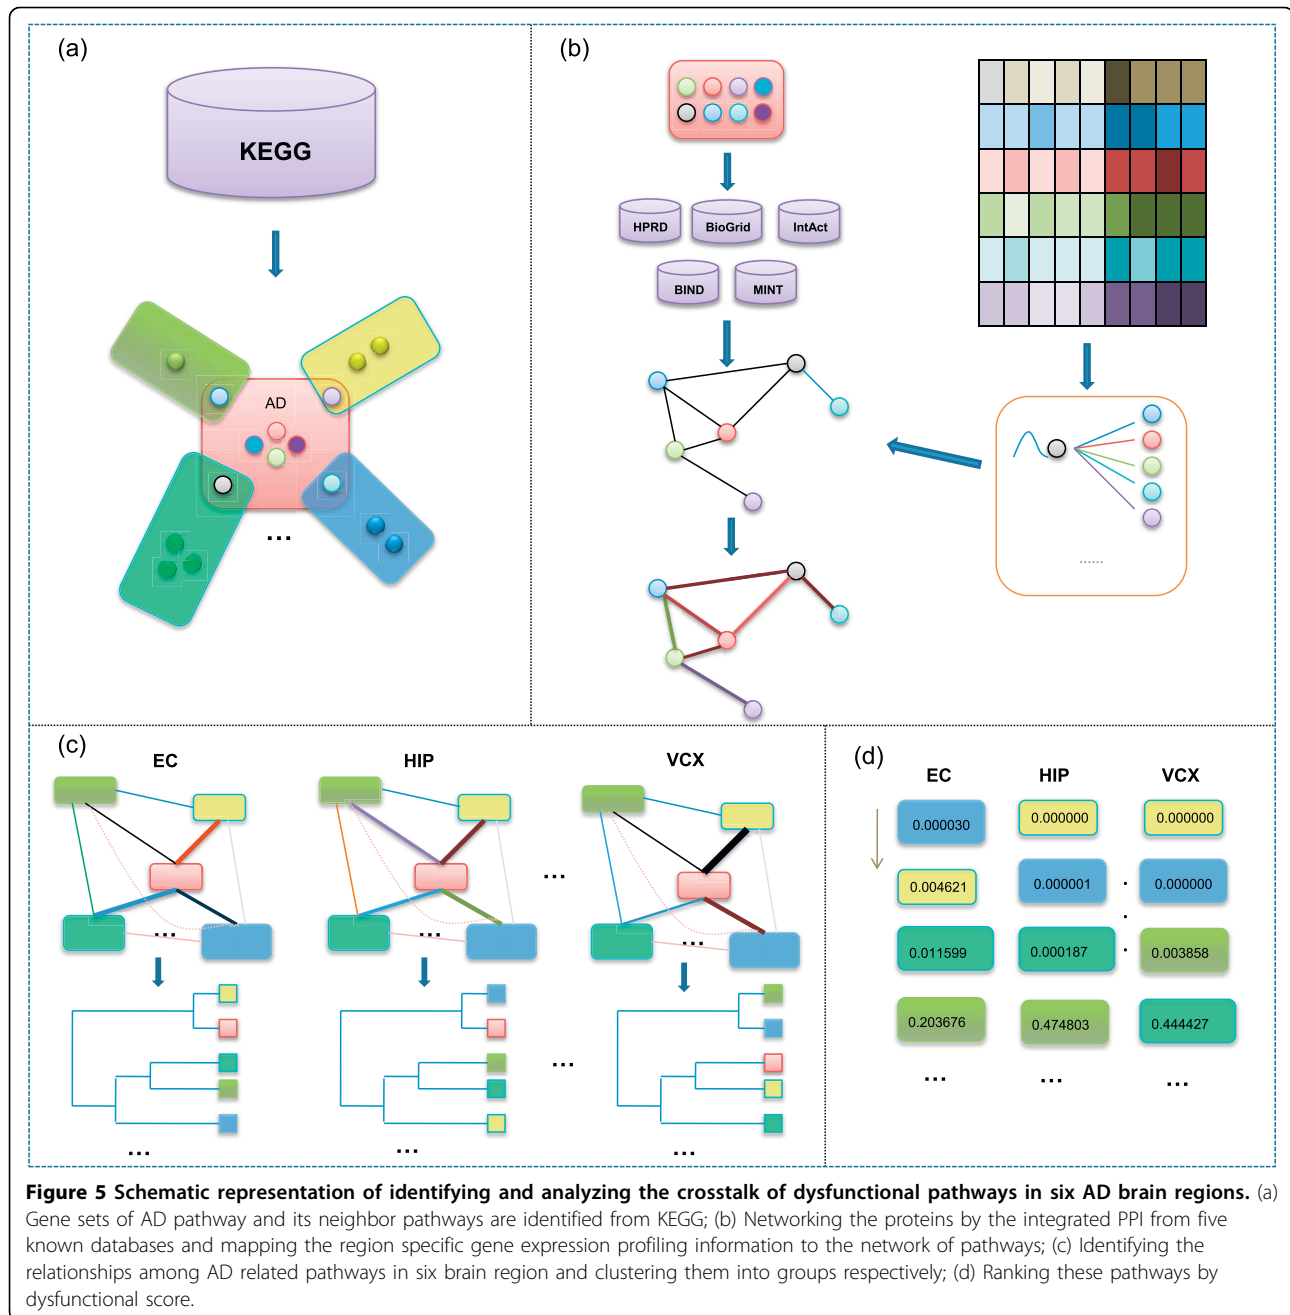 (a)
KEGG
AD
...
(b)
HPRD
BioGrid
IntAct
BIND
MINT
......
(c)
EC
HIP
VCX
...
...
...
...
...
...
...
...
(d)
EC
HIP
VCX
0.000030
0.000000
0.000000
0.004621
0.000001
0.000000
0.011599
0.000187
0.003858
0.203676
0.474803
0.444427
...
...
...
Figure 5 Schematic representation of identifying and analyzing the crosstalk of dysfunctional pathways in six AD brain regions. (a)
Gene sets of AD pathway and its neighbor pathways are identified from KEGG; (b) Networking the proteins by the integrated PPI from five
known databases and mapping the region specific gene expression profiling information to the network of pathways; (c) Identifying the
relationships among AD related pathways in six brain region and clustering them into groups respectively; (d) Ranking these pathways by
dysfunctional score.